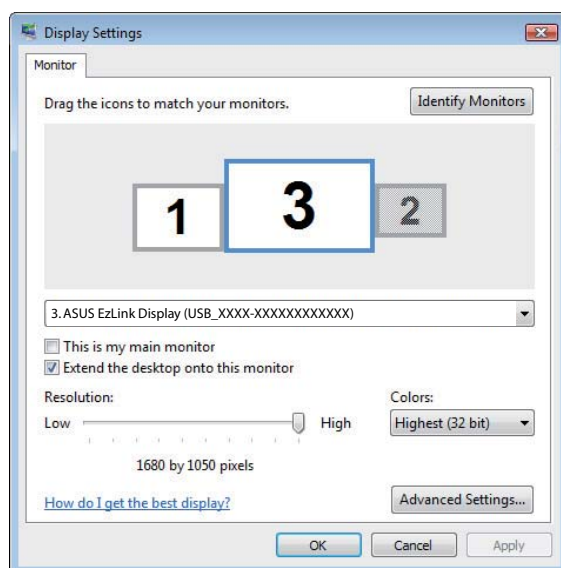 Display Settings
Monitor
Drag the icons to match your monitors.
Identify Monitors
1
3
2
3. ASUS EzLink Display (USB_XXXX-XXXXXXXXXXXXX)
This is my main monitor
Extend the desktop onto this monitor
Resolution:
Colors:
Low
High
Highest (32 bit)
1680 by 1050 pixels
How do I get the best display?
Advanced Settings...
OK
Cancel
Apply